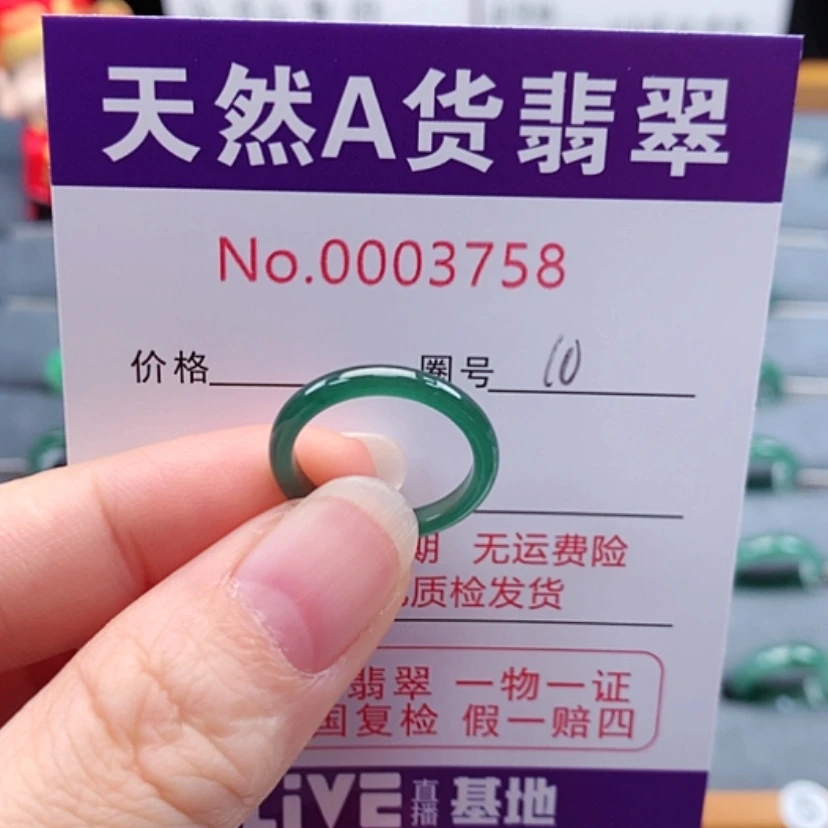 天然A货翡翠
No.0003758
价格 圈号 10
期 无运费险
质检发货
翡翠 一物一证
国复检 假一赔四
LiVE 直播 基地